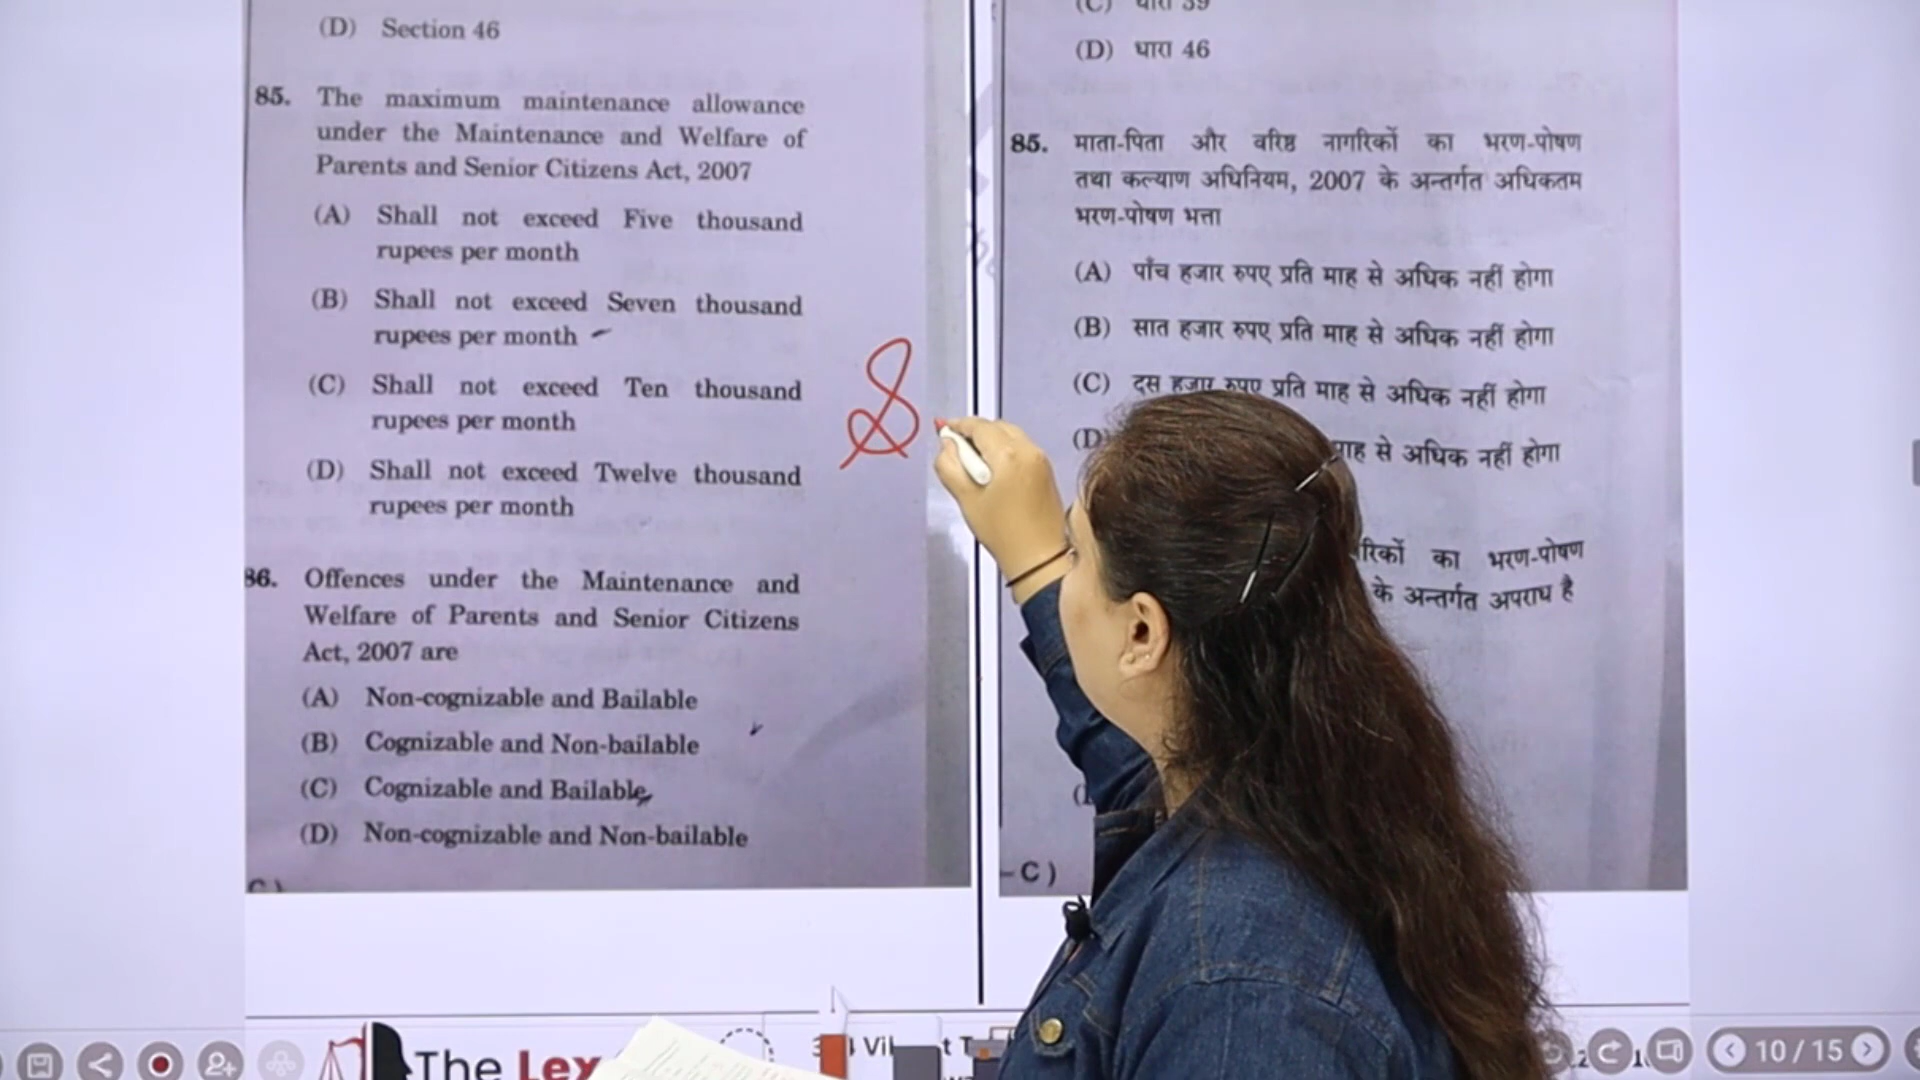 (D) Section 46
85. The maximum maintenance allowance
under the Maintenance and Welfare of
Parents and Senior Citizens Act, 2007
(A) Shall not exceed Five thousand
rupees per month
(B) Shall not exceed Seven thousand
rupees per month
(C) Shall not exceed Ten thousand
rupees per month
(D) Shall not exceed Twelve thousand
rupees per month
86. Offences under the Maintenance and
Welfare of Parents and Senior Citizens
Act, 2007 are
(A) Non-cognizable and Bailable
(B) Cognizable and Non-bailable
(C) Cognizable and Bailable
(D) Non-cognizable and Non-bailable
(C) धारा 39
(D) धारा 46
85. माता-पिता और वरिष्ठ नागरिकों का भरण-पोषण
तथा कल्याण अधिनियम, 2007 के अन्तर्गत अधिकतम
भरण-पोषण भत्ता
(A) पाँच हजार रुपए प्रति माह से अधिक नहीं होगा
(B) सात हजार रुपए प्रति माह से अधिक नहीं होगा
(C) दस हजार रुपए प्रति माह से अधिक नहीं होगा
(D) माह से अधिक नहीं होगा
का भरण-पोषण
के अन्तर्गत अपराध है
- C )
S
The Lex
10 / 15